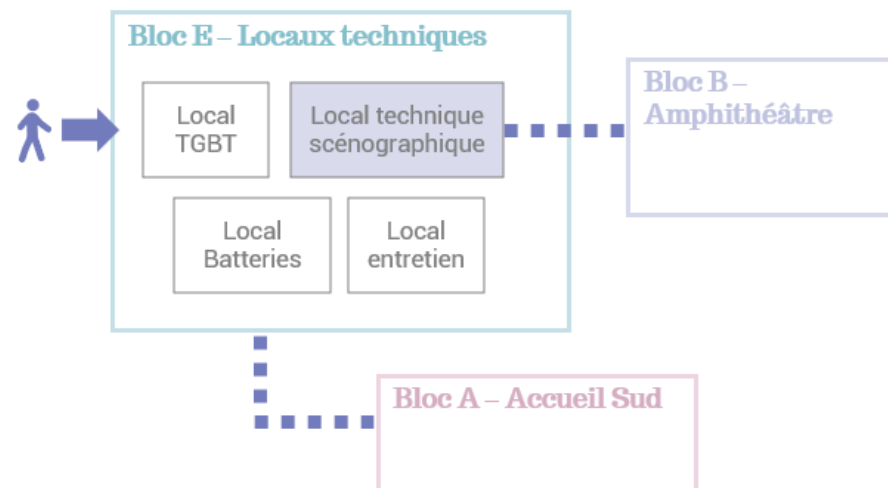 Bloc E – Locaux techniques
Local
TGBT
Local technique
scénographique
Local
Batteries
Local
entretien
Bloc B –
Amphithéâtre
Bloc A – Accueil Sud